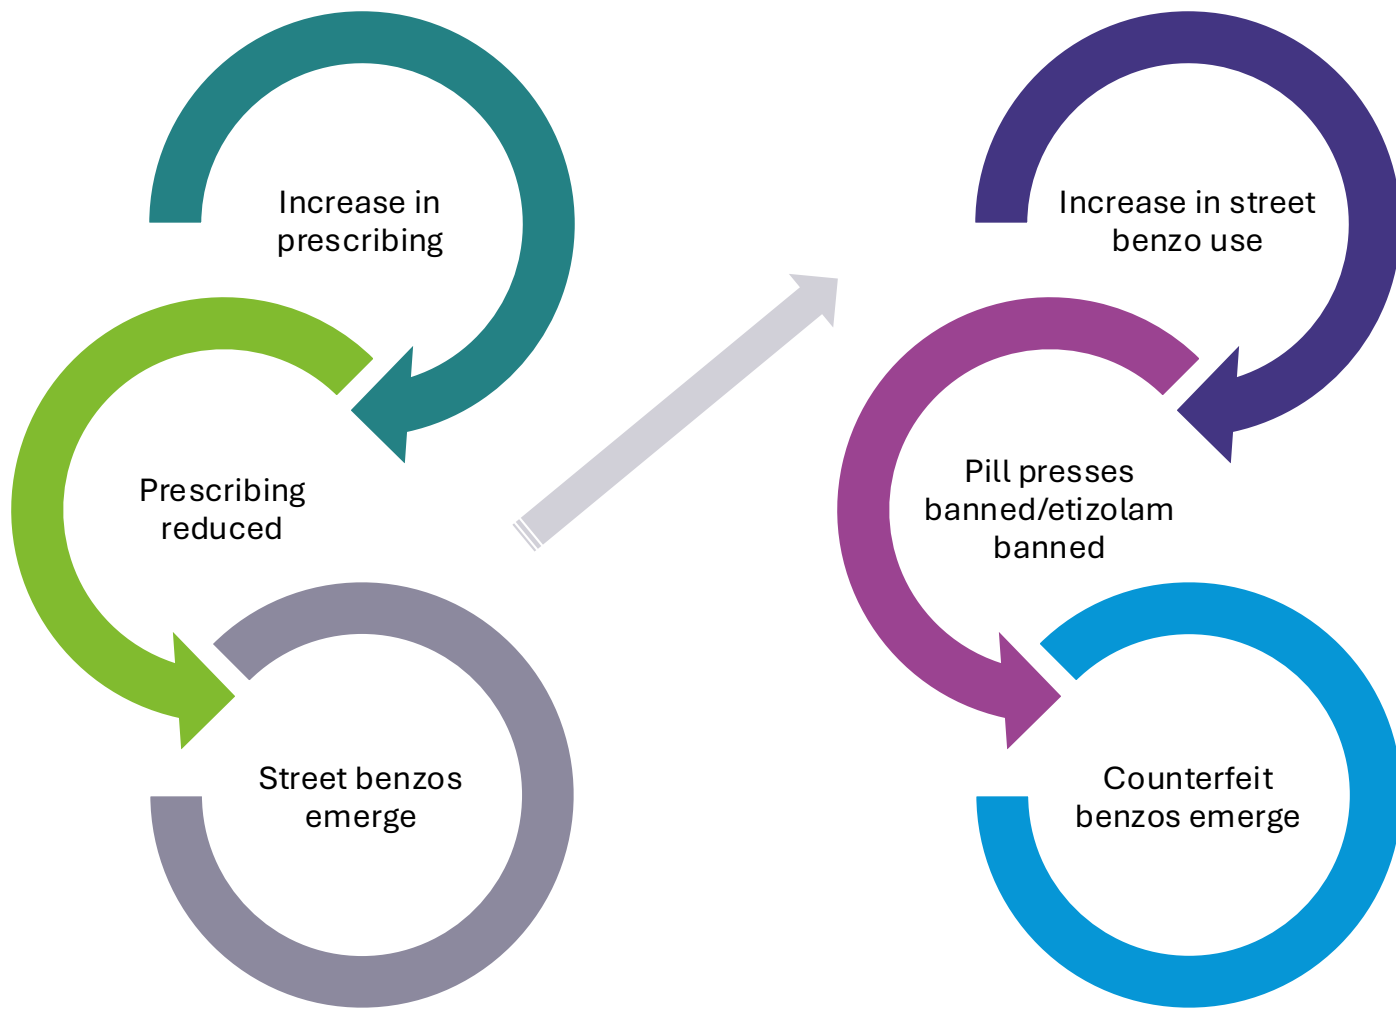 Increase in
prescribing
Prescribing
reduced
Street benzos
emerge
Increase in street
benzo use
Pill presses
banned/etizolam
banned
Counterfeit
benzos emerge